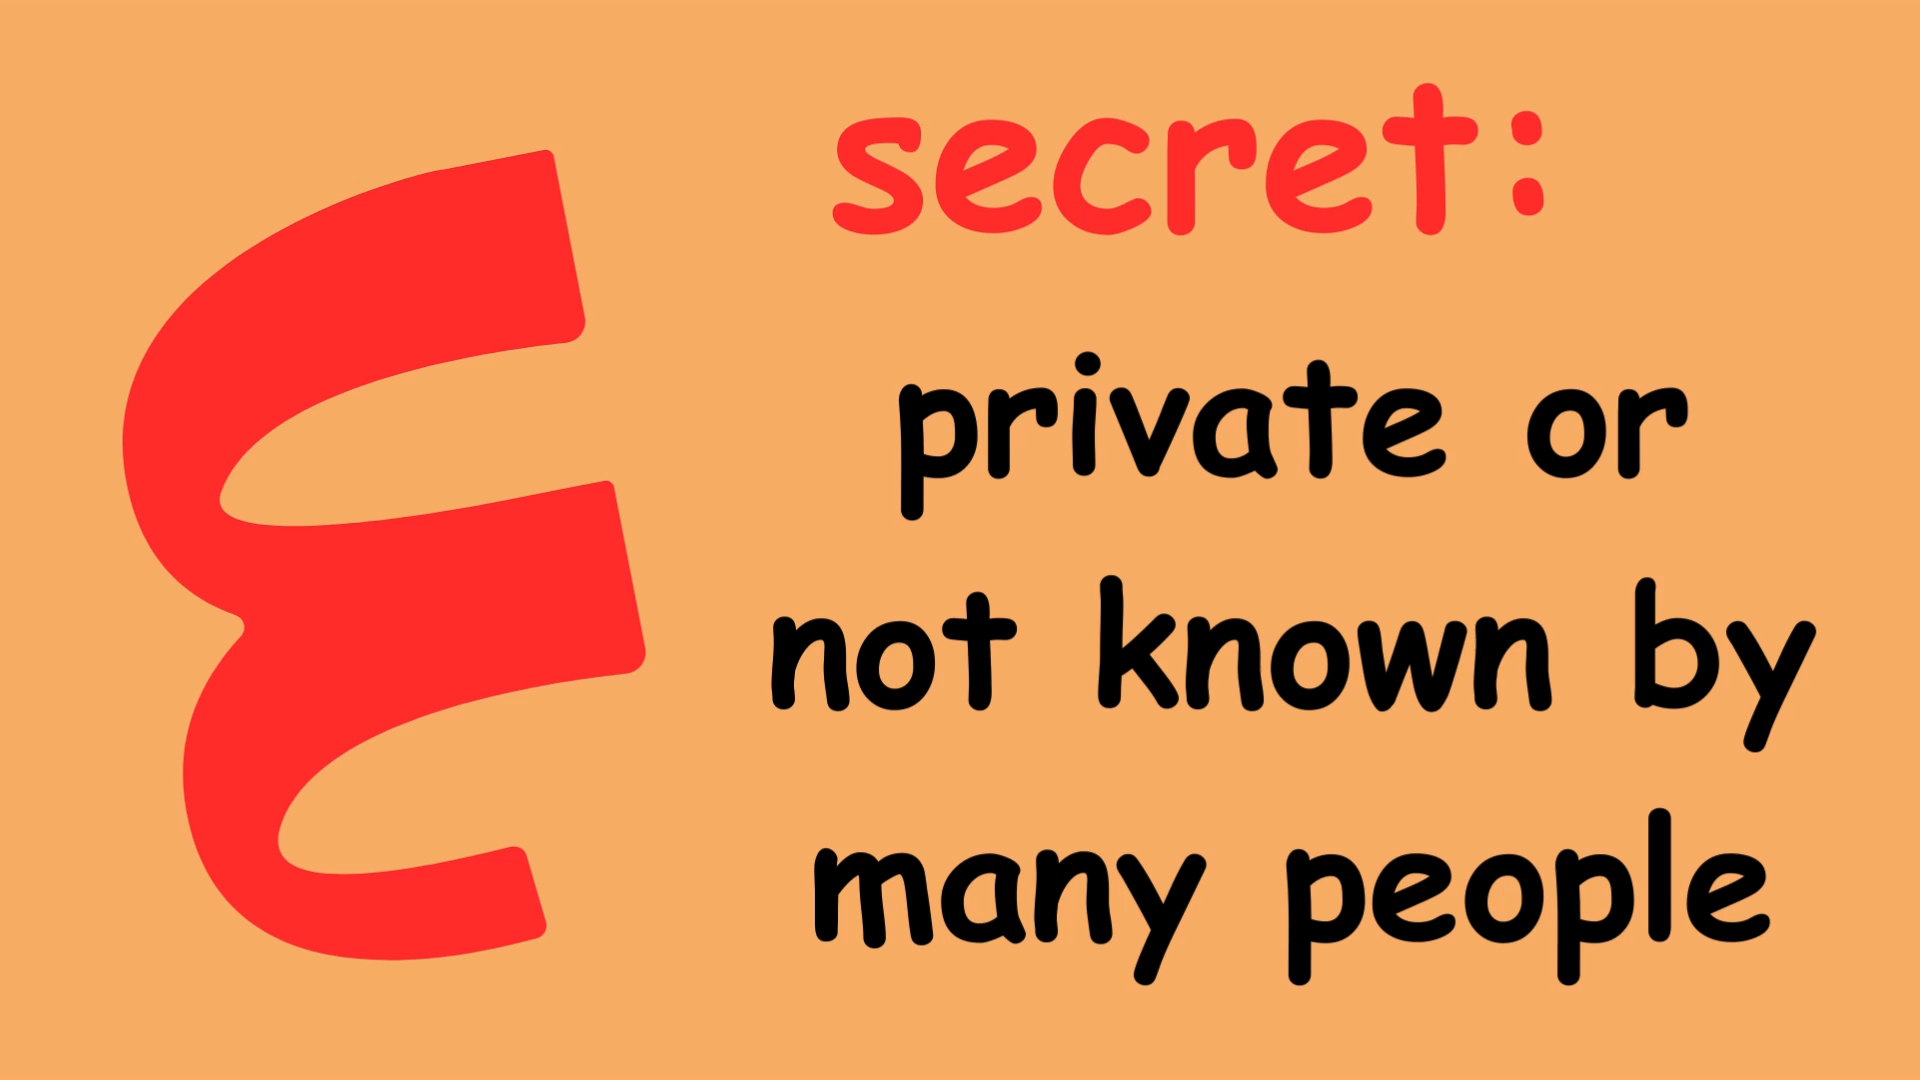 secret:
private or
not known by
many people